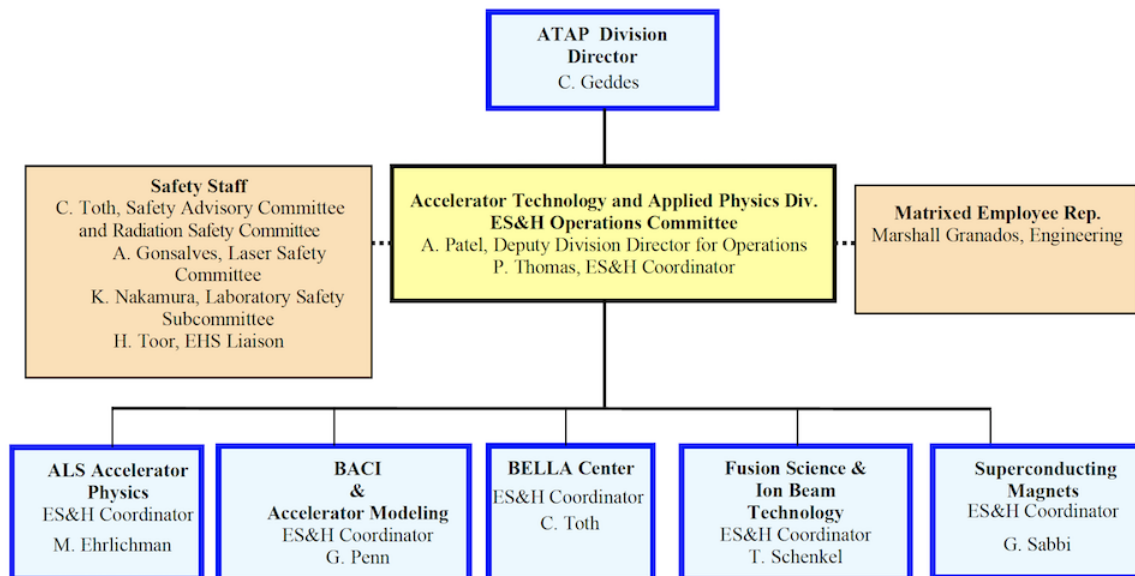 ATAP Division
Director
C. Geddes
Safety Staff
C. Toth, Safety Advisory Committee
and Radiation Safety Committee
A. Gonsalves, Laser Safety
Committee
K. Nakamura, Laboratory Safety
Subcommittee
H. Toor, EHS Liaison
Accelerator Technology and Applied Physics Div.
ES&H Operations Committee
A. Patel, Deputy Division Director for Operations
P. Thomas, ES&H Coordinator
Matrixed Employee Rep.
Marshall Granados, Engineering
ALS Accelerator
Physics
ES&H Coordinator
M. Ehrlichman
BACI
&
Accelerator Modeling
ES&H Coordinator
G. Penn
BELLA Center
ES&H Coordinator
C. Toth
Fusion Science &
Ion Beam
Technology
ES&H Coordinator
T. Schenkel
Superconducting
Magnets
ES&H Coordinator
G. Sabbi